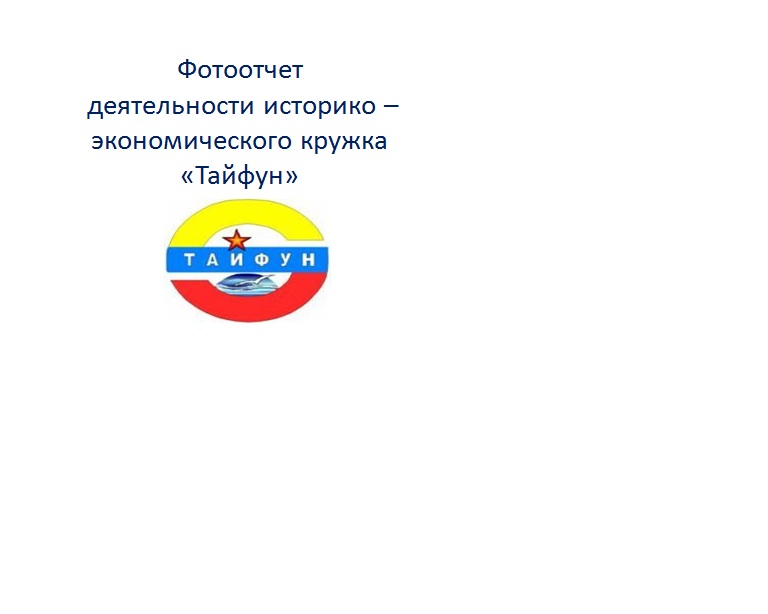 Фотоотчет
деятельности историко –
экономического кружка
«Тайфун»
ТАЙФУН